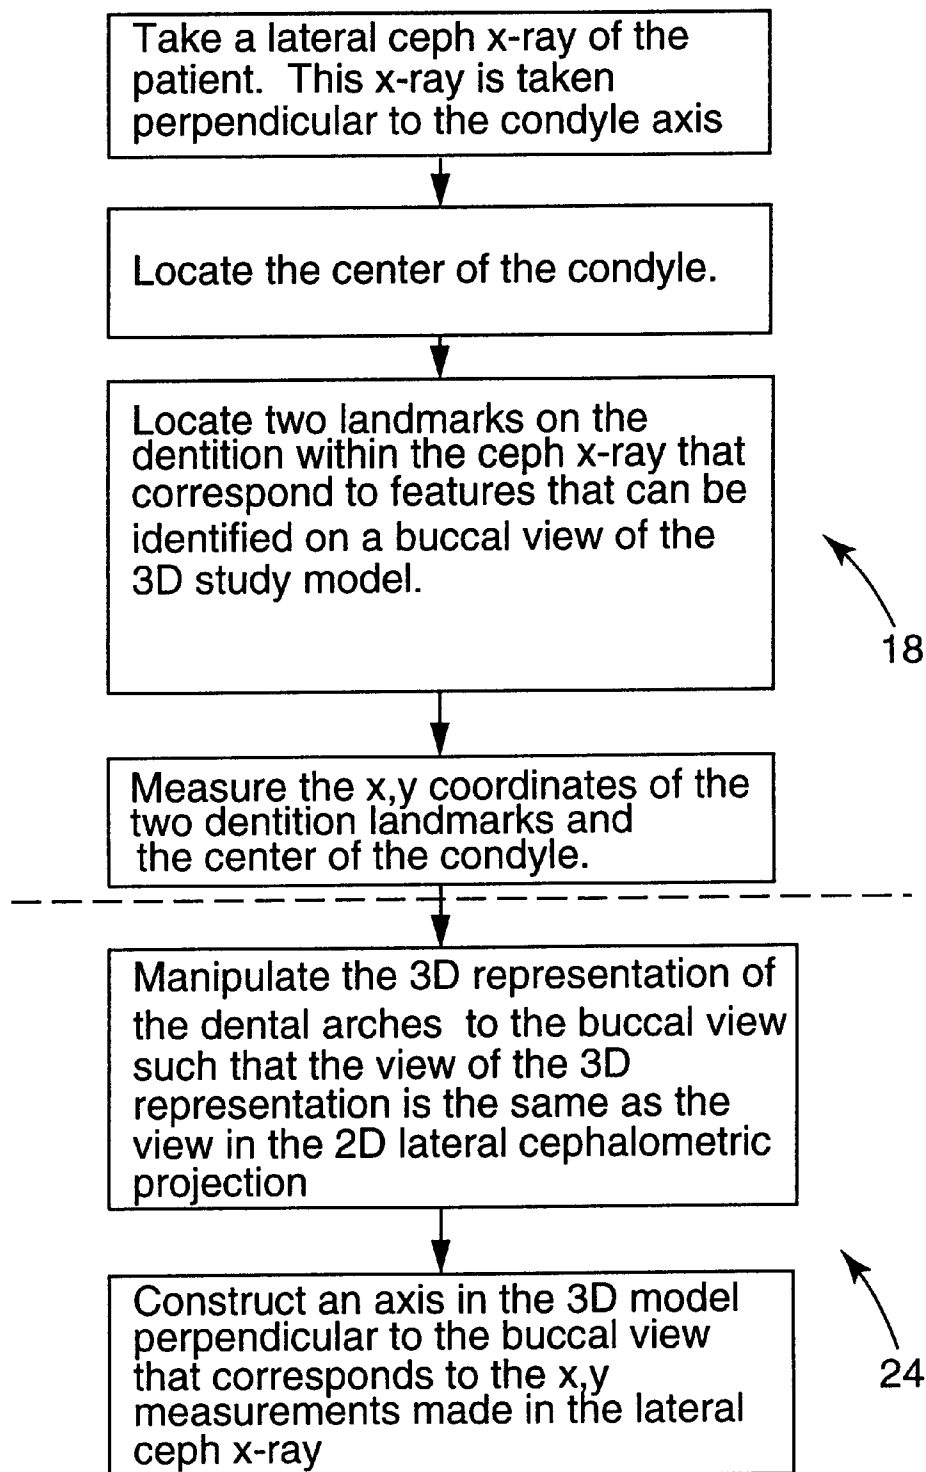 Take a lateral ceph x-ray of the
patient. This x-ray is taken
perpendicular to the condyle axis
Locate the center of the condyle.
Locate two landmarks on the
dentition within the ceph x-ray that
correspond to features that can be
identified on a buccal view of the
3D study model.
18
Measure the x,y coordinates of the
two dentition landmarks and
the center of the condyle.
Manipulate the 3D representation of
the dental arches to the buccal view
such that the view of the 3D
representation is the same as the
view in the 2D lateral cephalometric
projection
Construct an axis in the 3D model
perpendicular to the buccal view
that corresponds to the x,y
measurements made in the lateral
ceph x-ray
24